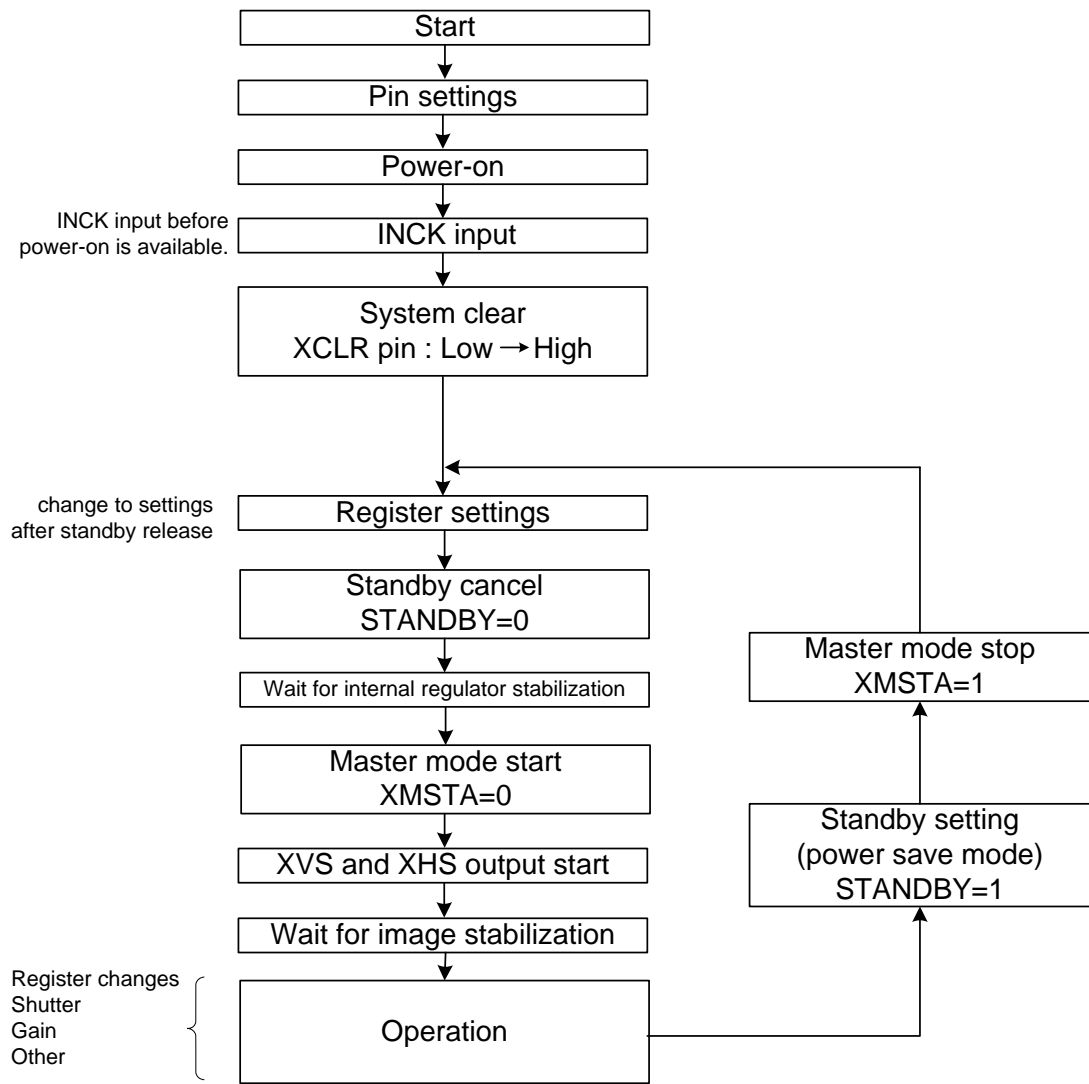 Start
Pin settings
Power-on
INCK input before
power-on is available.
INCK input
System clear
XCLR pin : Low → High
change to settings
after standby release
Register settings
Standby cancel
STANDBY=0
Wait for internal regulator stabilization
Master mode start
XMSTA=0
XVS and XHS output start
Wait for image stabilization
Register changes
Shutter
Gain
Other
Operation
Standby setting
(power save mode)
STANDBY=1
Master mode stop
XMSTA=1